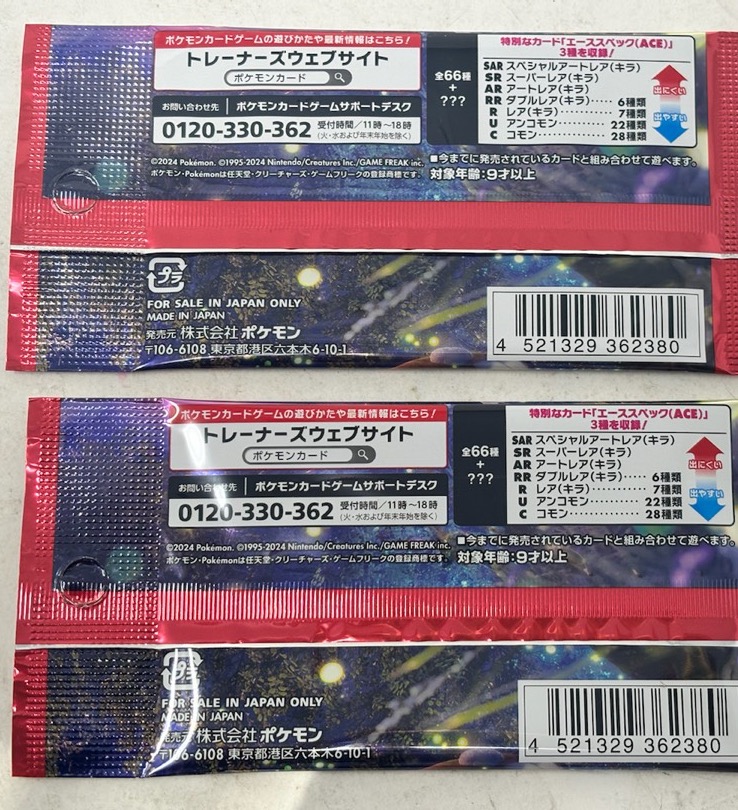 ポケモンカードゲームの遊びかたや最新情報はこちら!
トレーナーズウェブサイト
ポケモンカード
お問い合わせ先 ポケモンカードゲームサポートデスク
0120-330-362 受付時間/11時~18時
(火・水および年末年始を除く)
©2024 Pokémon. ©1995-2024 Nintendo/Creatures Inc./GAME FREAK inc.
ポケモン・Pokémonは任天堂・クリーチャーズ・ゲームフリークの登録商標です。
全66種
+
???
特別なカード「エーススペック(ACE)」
3種を収録!
SAR スペシャルアートレア(キラ)
SR スーパーレア(キラ)
AR アートレア(キラ)
RR ダブルレア(キラ)····· 6種類
R レア(キラ)·········· 7種類
U アンコモン·········· 22種類
C コモン·············· 28種類
出にくい
出やすい
■今までに発売されているカードと組み合わせて遊べます。
対象年齢:9才以上
プラ
FOR SALE IN JAPAN ONLY
MADE IN JAPAN
発売元 株式会社ポケモン
〒106-6108 東京都港区六本木6-10-1
4 521329 362380
ポケモンカードゲームの遊びかたや最新情報はこちら!
トレーナーズウェブサイト
ポケモンカード
お問い合わせ先 ポケモンカードゲームサポートデスク
0120-330-362 受付時間/11時~18時
(火・水および年末年始を除く)
©2024 Pokémon. ©1995-2024 Nintendo/Creatures Inc./GAME FREAK inc.
ポケモン・Pokémonは任天堂・クリーチャーズ・ゲームフリークの登録商標です。
全66種
+
???
特別なカード「エーススペック(ACE)」
3種を収録!
SAR スペシャルアートレア(キラ)
SR スーパーレア(キラ)
AR アートレア(キラ)
RR ダブルレア(キラ)····· 6種類
R レア(キラ)·········· 7種類
U アンコモン·········· 22種類
C コモン·············· 28種類
出にくい
出やすい
■今までに発売されているカードと組み合わせて遊べます。
対象年齢:9才以上
プラ
FOR SALE IN JAPAN ONLY
MADE IN JAPAN
発売元 株式会社ポケモン
〒106-6108 東京都港区六本木6-10-1
4 521329 362380